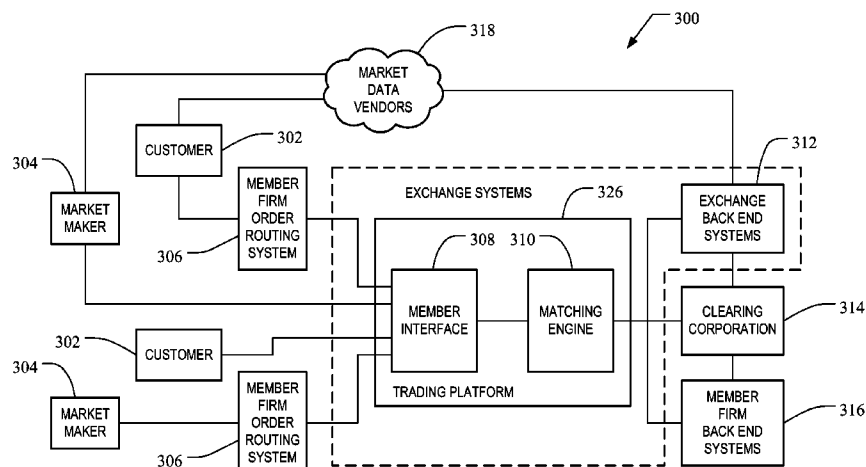 300
318
MARKET
DATA
VENDORS
302
CUSTOMER
304
312
MEMBER
FIRM
ORDER
ROUTING
SYSTEM
306
EXCHANGE SYSTEMS
EXCHANGE
BACK END
SYSTEMS
326
MARKET
MAKER
308
310
MEMBER
INTERFACE
MATCHING
ENGINE
CLEARING
CORPORATION
314
302
CUSTOMER
304
MEMBER
FIRM
ORDER
ROUTING
SYSTEM
306
TRADING PLATFORM
MARKET
MAKER
MEMBER
FIRM
BACK END
SYSTEMS
316